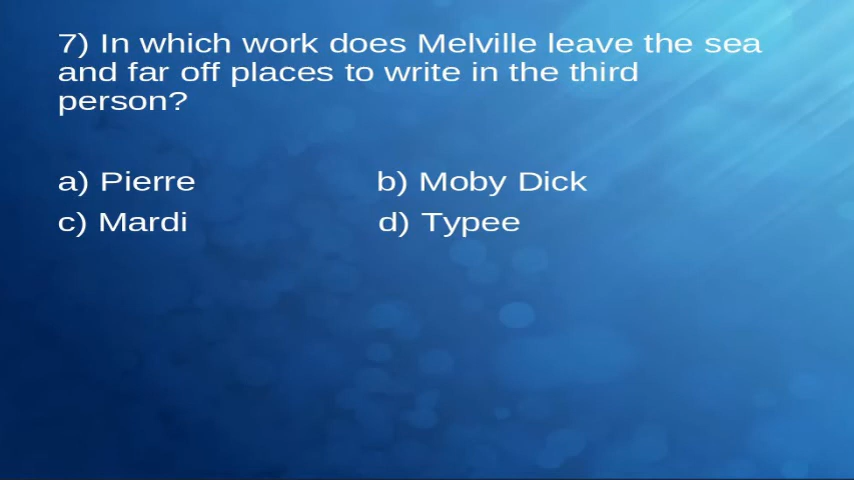 7) In which work does Melville leave the sea
and far off places to write in the third
person?
a) Pierre b) Moby Dick
c) Mardi d) Typee